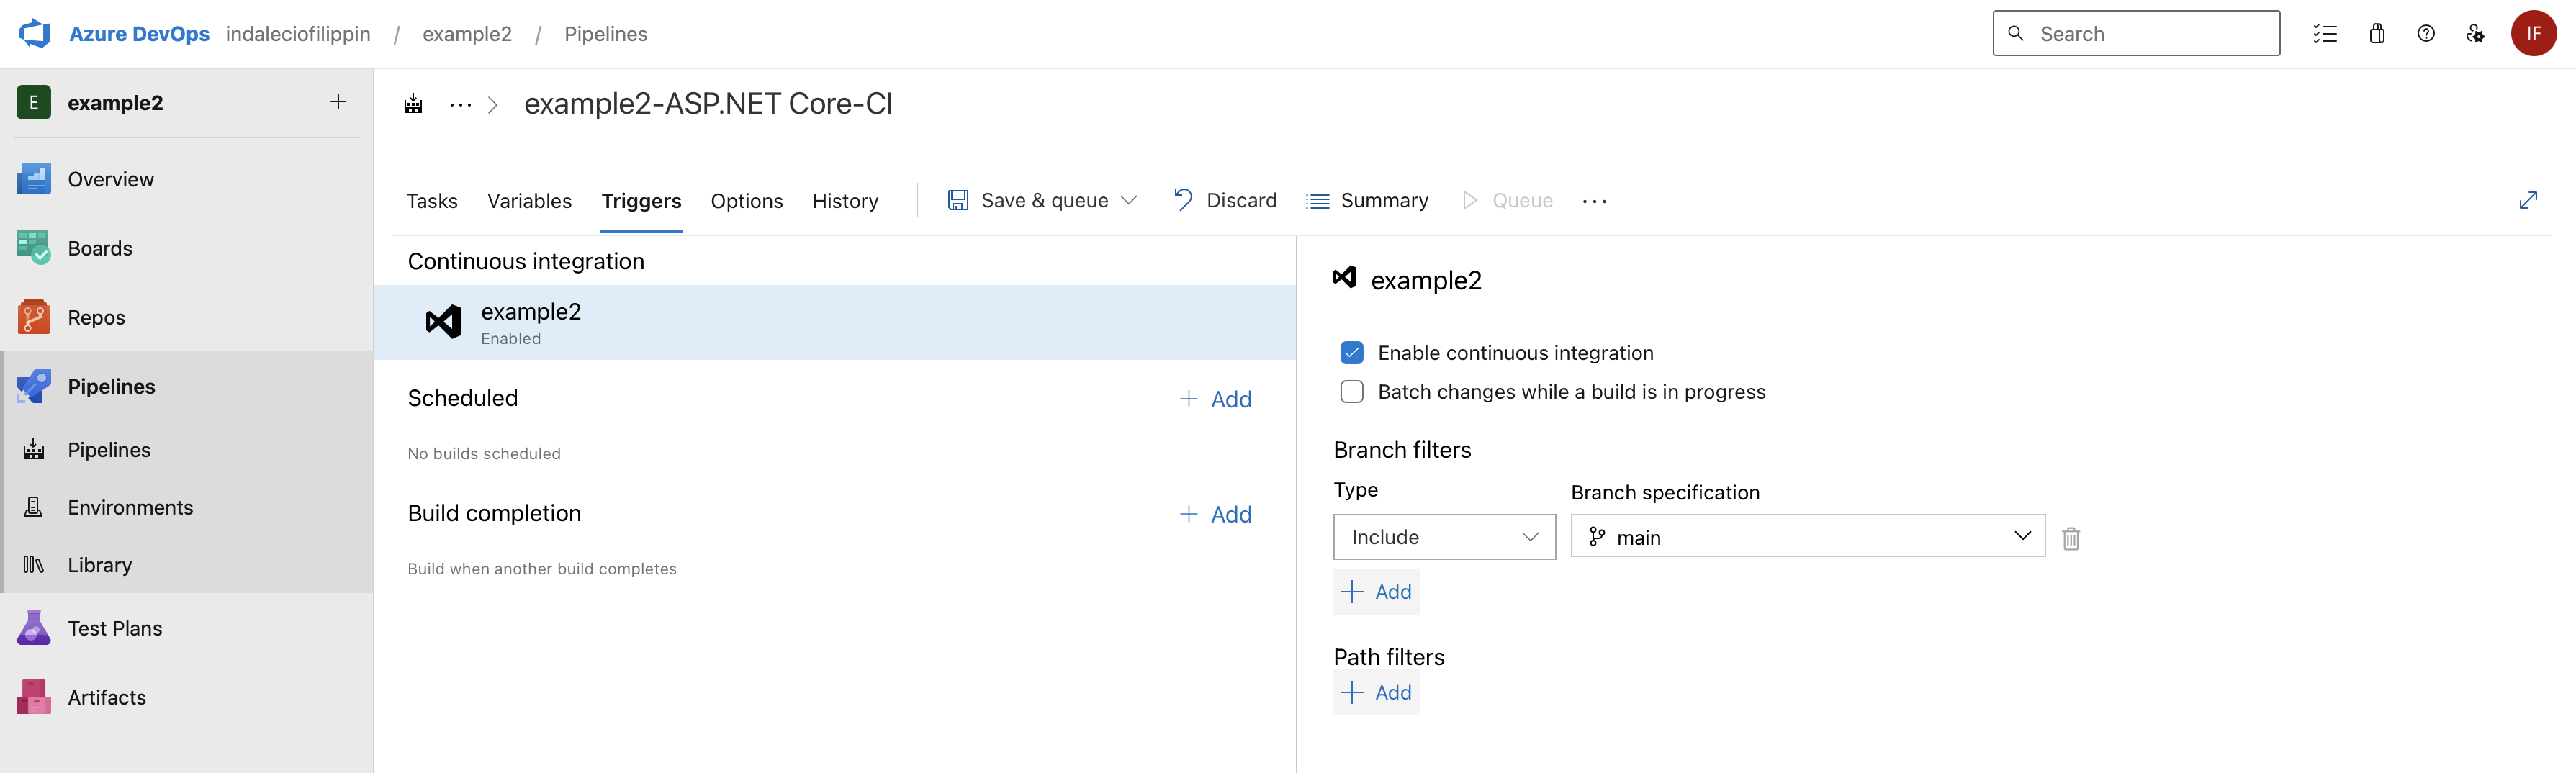 Azure DevOps indaleciofilippin / example2 / Pipelines
Search
IF
E example2
Overview
Boards
Repos
Pipelines
Pipelines
Environments
Library
Test Plans
Artifacts
example2-ASP.NET Core-CI
Tasks Variables Triggers Options History Save & queue Discard Summary Queue
Continuous integration
example2
Enabled
Scheduled
Add
No builds scheduled
Build completion
Add
Build when another build completes
example2
Enable continuous integration
Batch changes while a build is in progress
Branch filters
Type Branch specification
Include main
Add
Path filters
Add